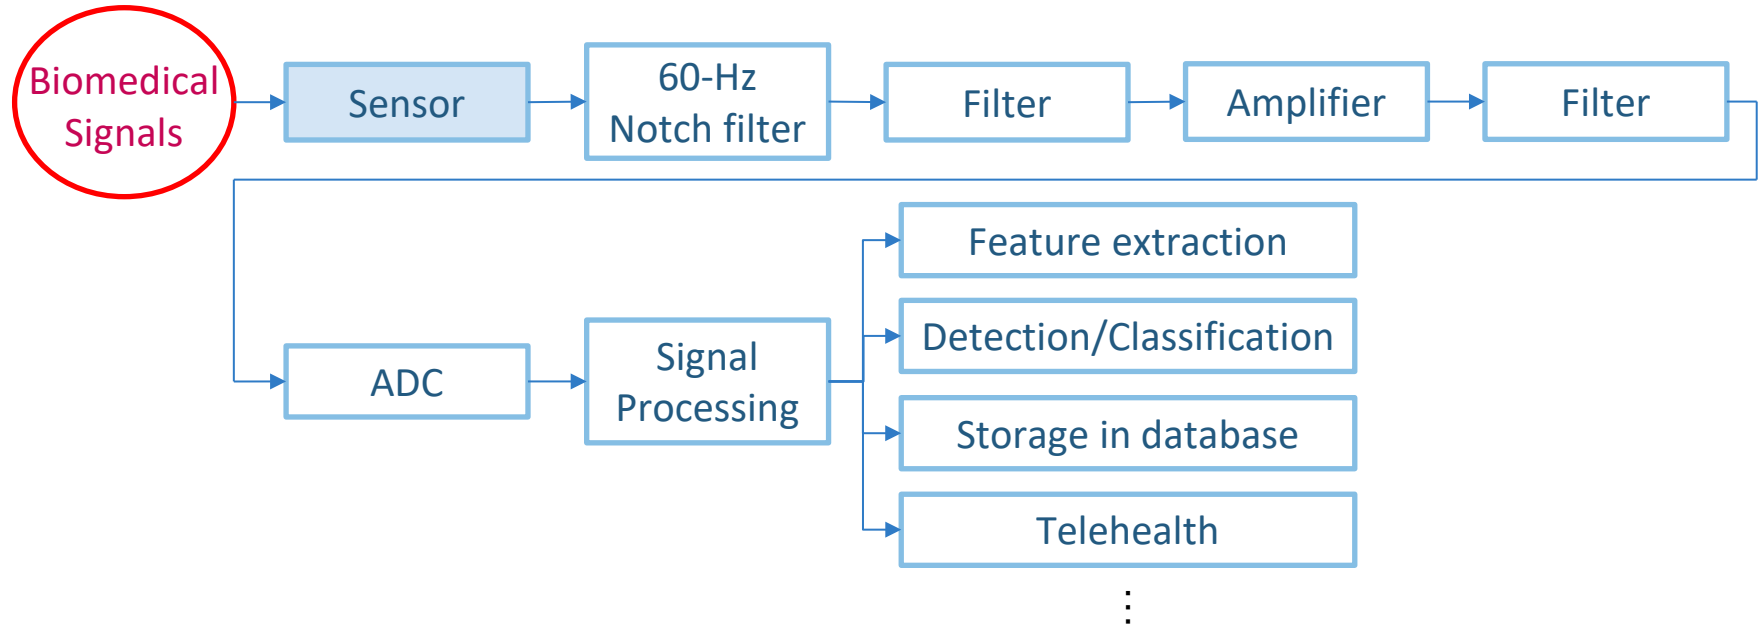 Biomedical
Signals
Sensor
60-Hz
Notch filter
Filter
Amplifier
Filter
ADC
Signal
Processing
Feature extraction
Detection/Classification
Storage in database
Telehealth
⋮